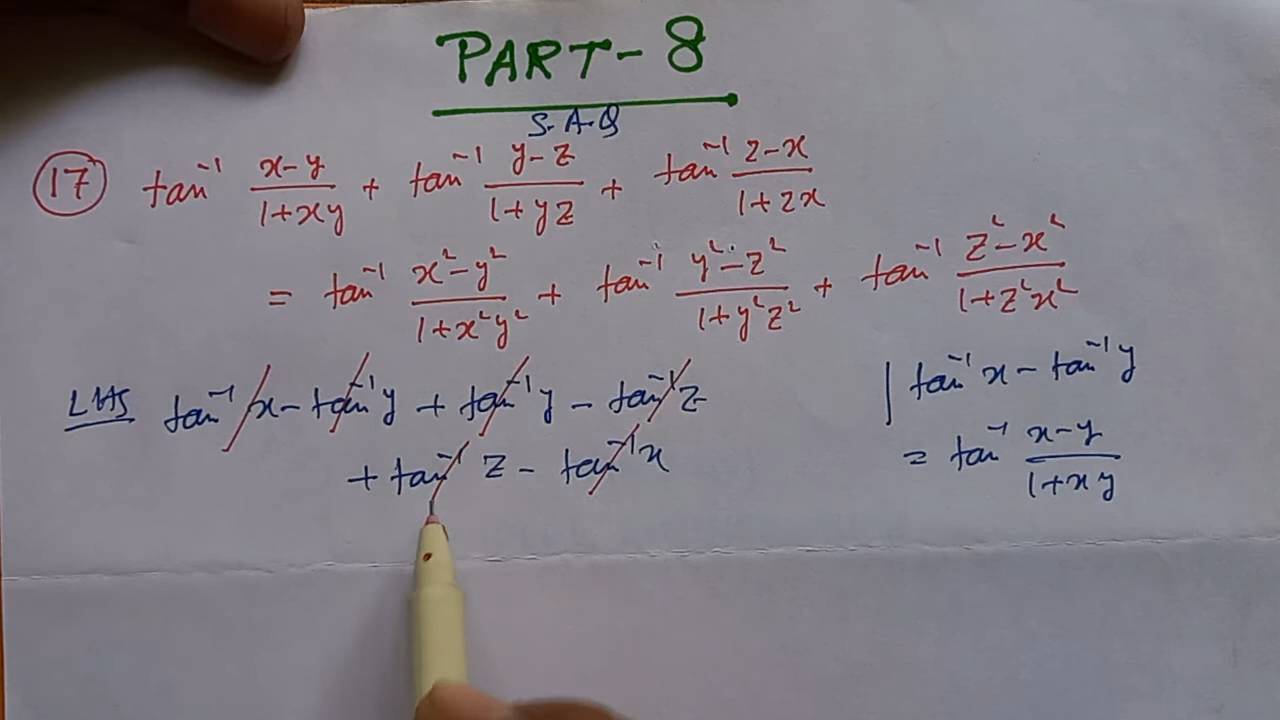 PART-8
S.A.Q
17 tan⁻¹ (x-y)/(1+xy) + tan⁻¹ (y-z)/(1+yz) + tan⁻¹ (z-x)/(1+zx)
= tan⁻¹ (x²-y²)/(1+x²y²) + tan⁻¹ (y²-z²)/(1+y²z²) + tan⁻¹ (z²-x²)/(1+z²x²)
LHS tan⁻¹x - tan⁻¹y + tan⁻¹y - tan⁻¹z
+ tan⁻¹z - tan⁻¹x
| tan⁻¹x - tan⁻¹y
= tan⁻¹ (x-y)/(1+xy)